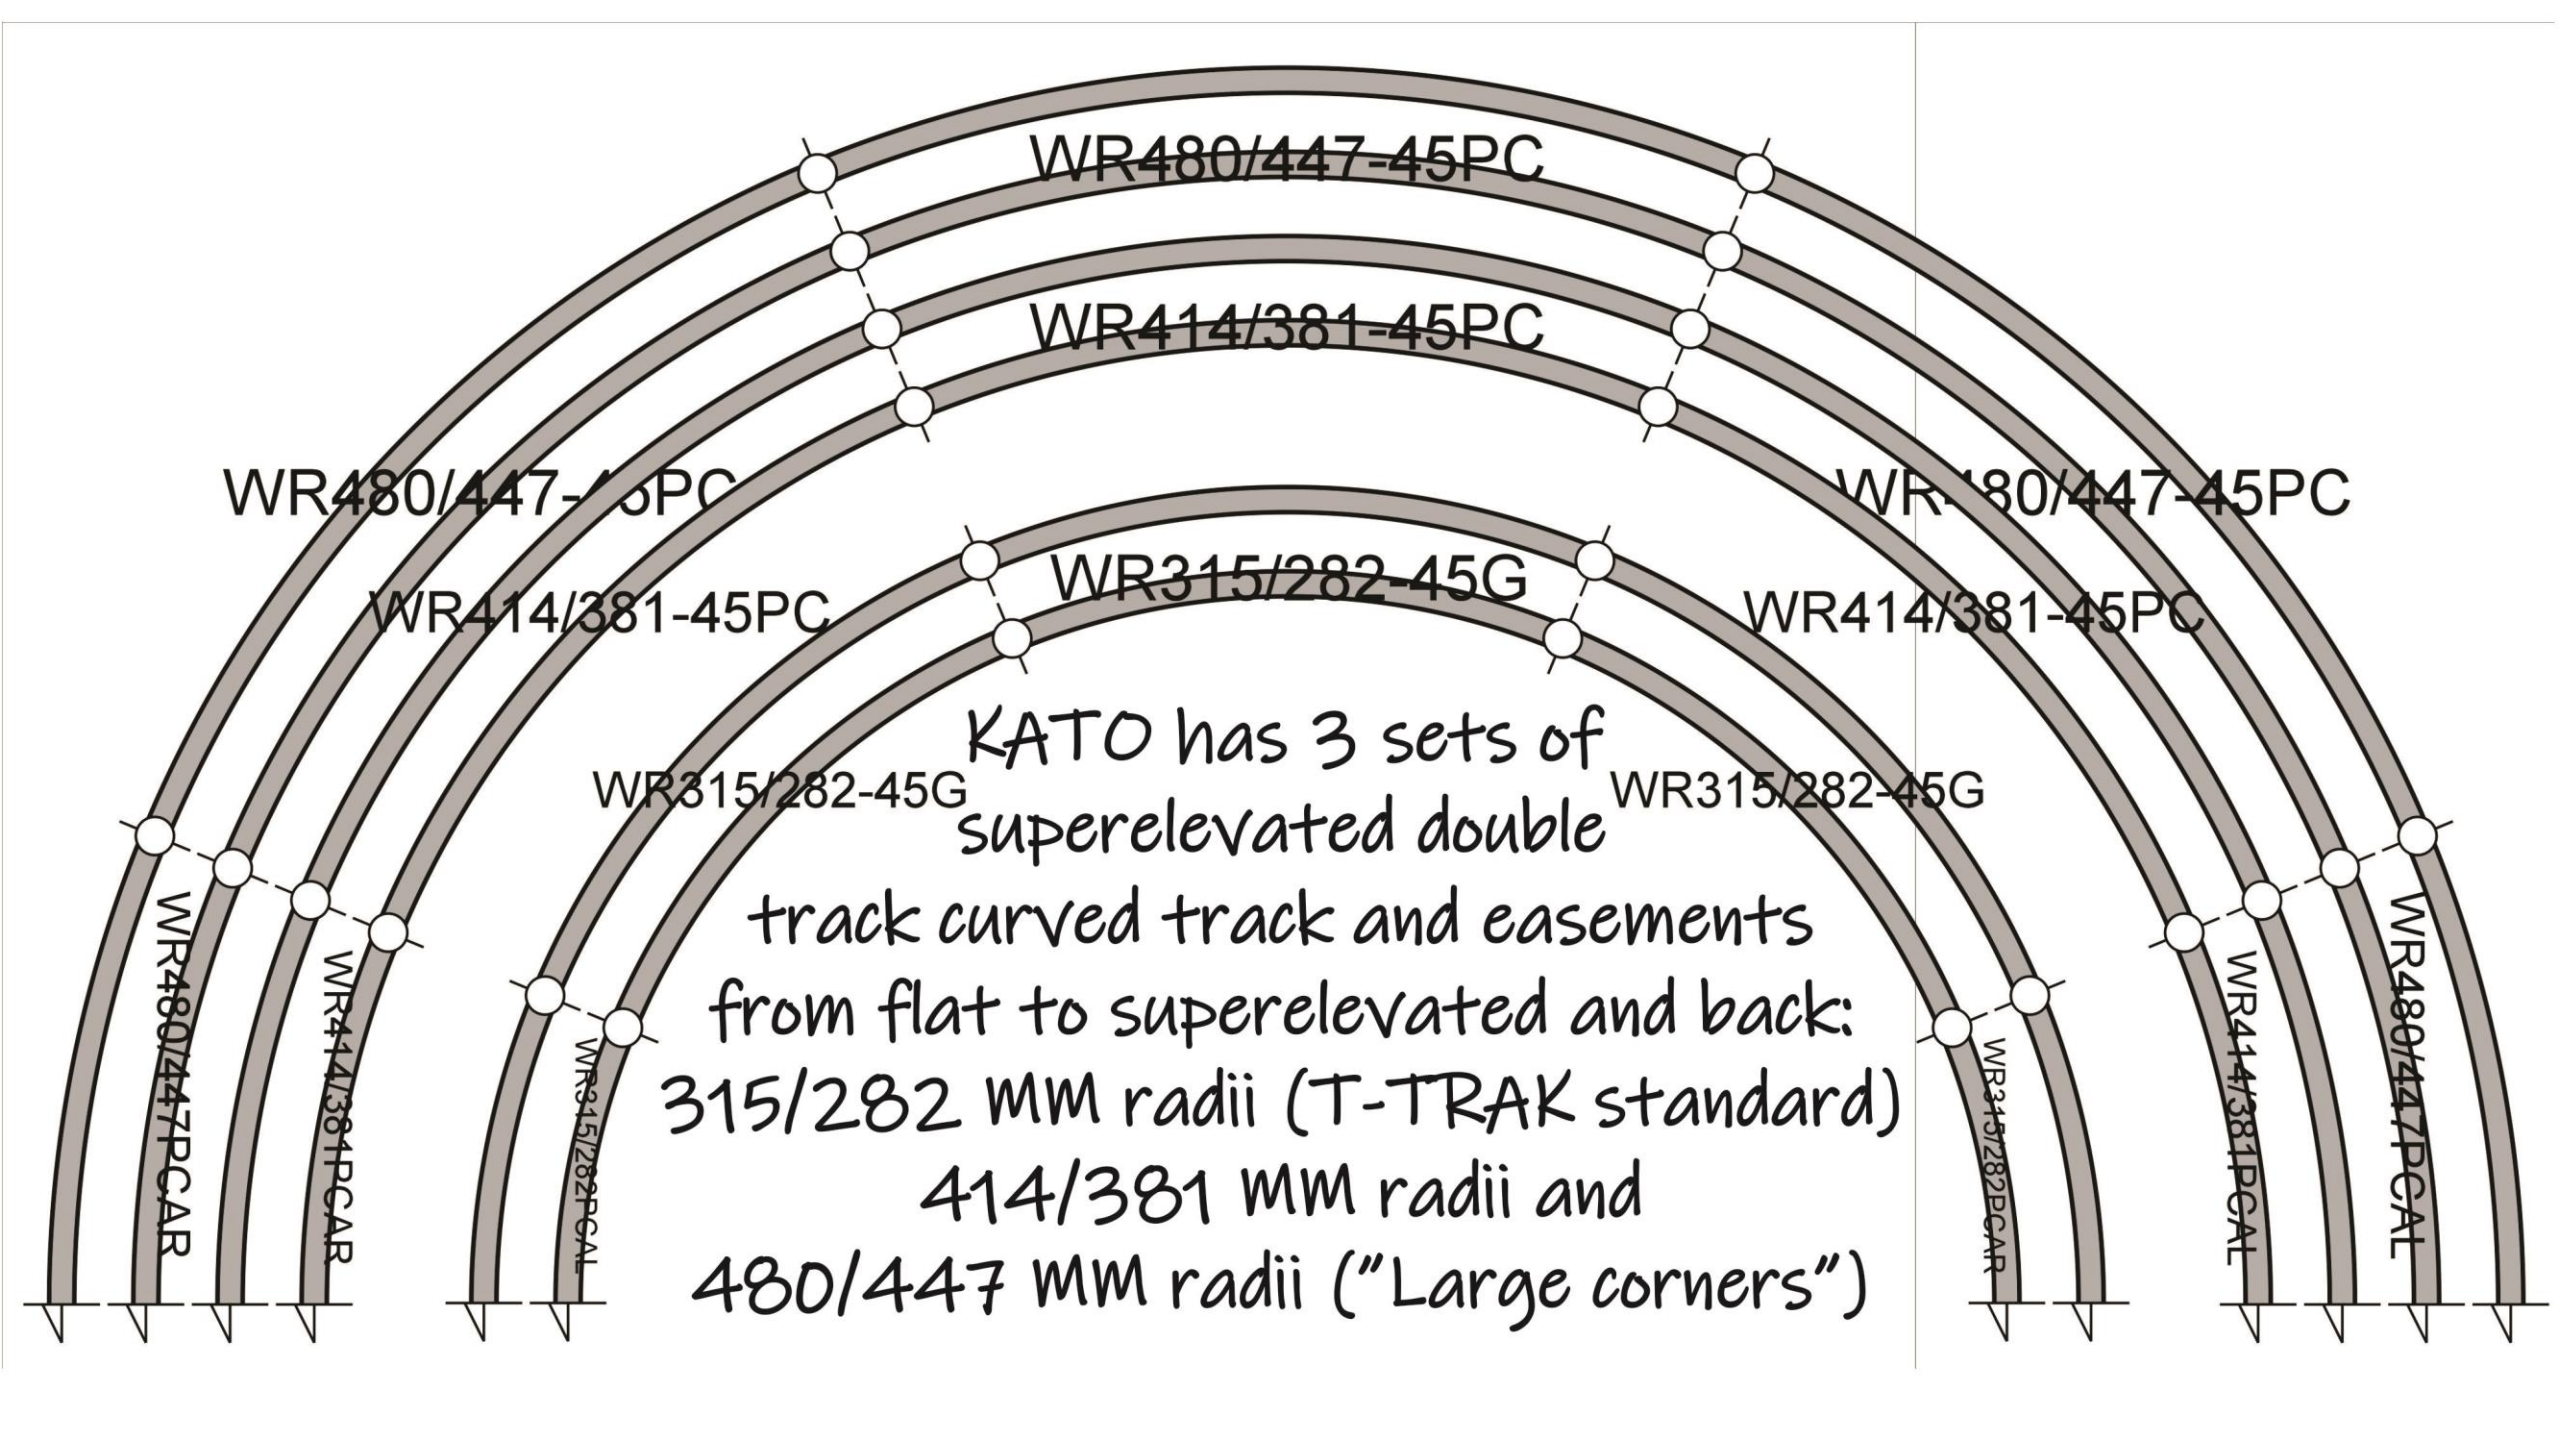 WR480/447-45PC
WR414/381-45PC
WR480/447-45PC
WR480/447-45PC
WR315/282-45G
WR414/381-45PC
WR414/381-45PC
KATO has 3 sets of
WR315/282-45G
WR315/282-45G
superelevated double
track curved track and easements
from flat to superelevated and back:
315/282 MM radii (T-TRAK standard)
414/381 MM radii and
480/447 MM radii ("Large corners")
WR480/447PCAR
WR414/381PCAR
WR315/282PCAL
WR315/282PCAR
WR414/381PCAL
WR480/447PCAL